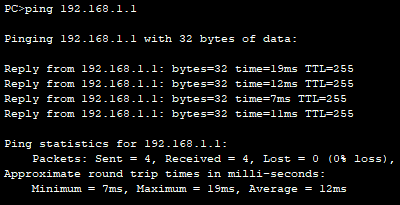 PC>ping 192.168.1.1
Pinging 192.168.1.1 with 32 bytes of data:
Reply from 192.168.1.1: bytes=32 time=19ms TTL=255
Reply from 192.168.1.1: bytes=32 time=12ms TTL=255
Reply from 192.168.1.1: bytes=32 time=7ms TTL=255
Reply from 192.168.1.1: bytes=32 time=11ms TTL=255
Ping statistics for 192.168.1.1:
Packets: Sent = 4, Received = 4, Lost = 0 (0% loss),
Approximate round trip times in milli-seconds:
Minimum = 7ms, Maximum = 19ms, Average = 12ms